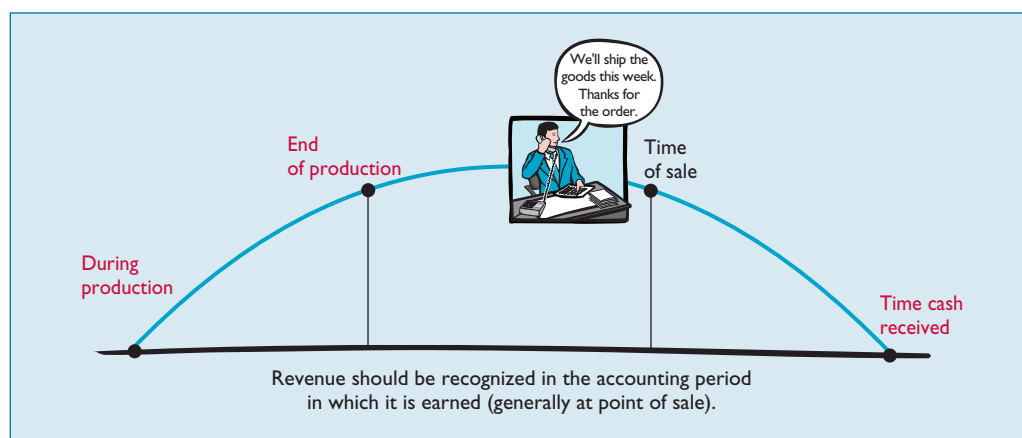 We'll ship the
goods this week.
Thanks for
the order.
End
of production
Time
of sale
During
production
Time cash
received
Revenue should be recognized in the accounting period
in which it is earned (generally at point of sale).